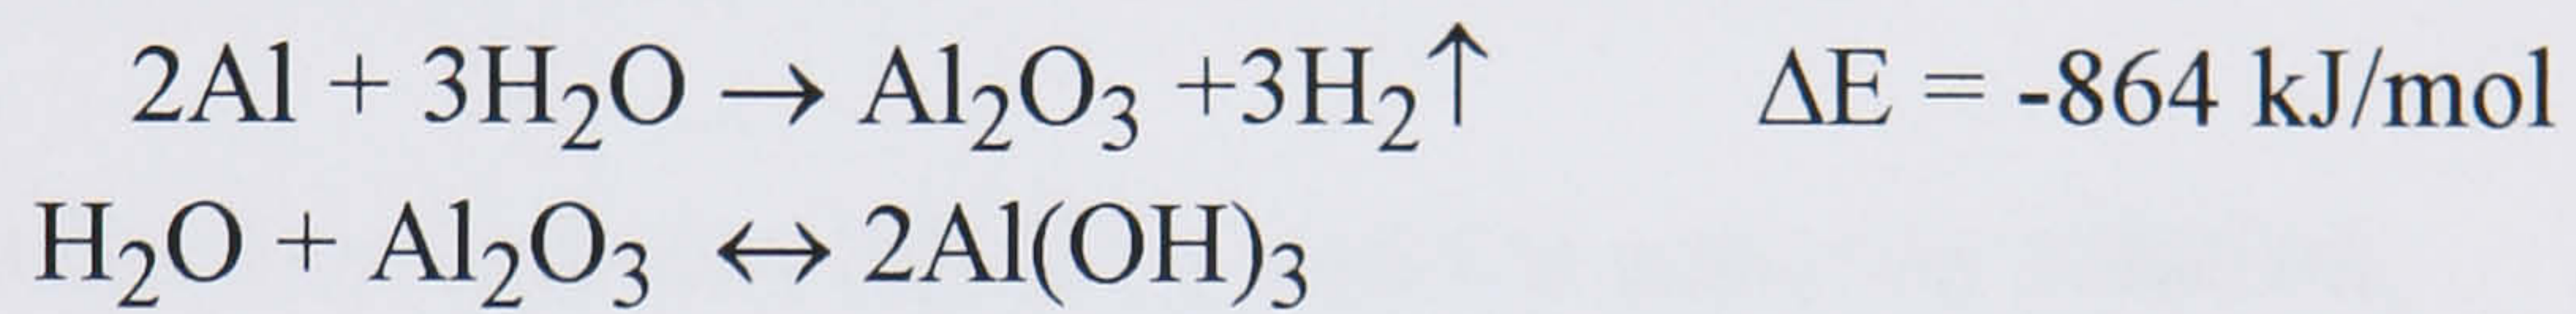 2Al + 3H₂O → Al₂O₃ +3H₂↑ ΔE = -864 kJ/mol
H₂O + Al₂O₃ ↔ 2Al(OH)₃